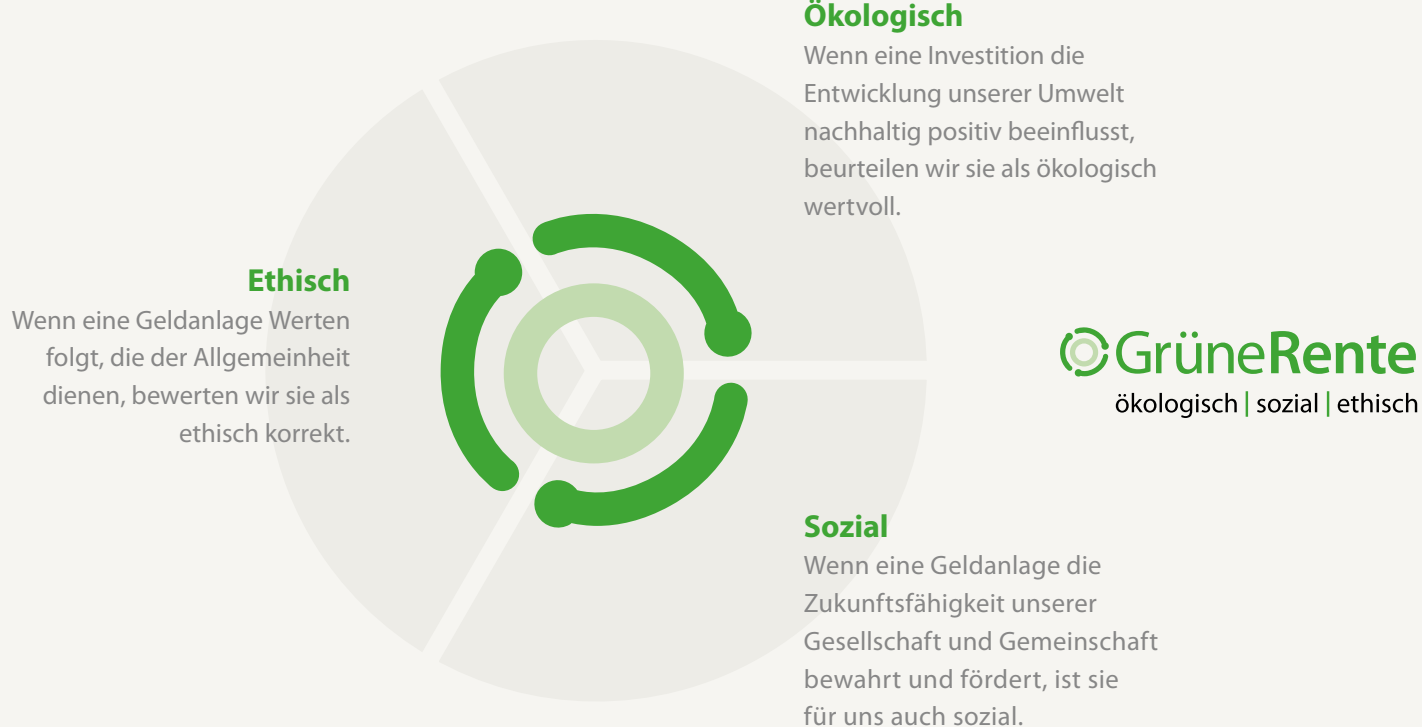 Ökologisch
Wenn eine Investition die
Entwicklung unserer Umwelt
nachhaltig positiv beeinflusst,
beurteilen wir sie als ökologisch
wertvoll.
Ethisch
Wenn eine Geldanlage Werten
folgt, die der Allgemeinheit
dienen, bewerten wir sie als
ethisch korrekt.
GrüneRente
ökologisch | sozial | ethisch
Sozial
Wenn eine Geldanlage die
Zukunftsfähigkeit unserer
Gesellschaft und Gemeinschaft
bewahrt und fördert, ist sie
für uns auch sozial.